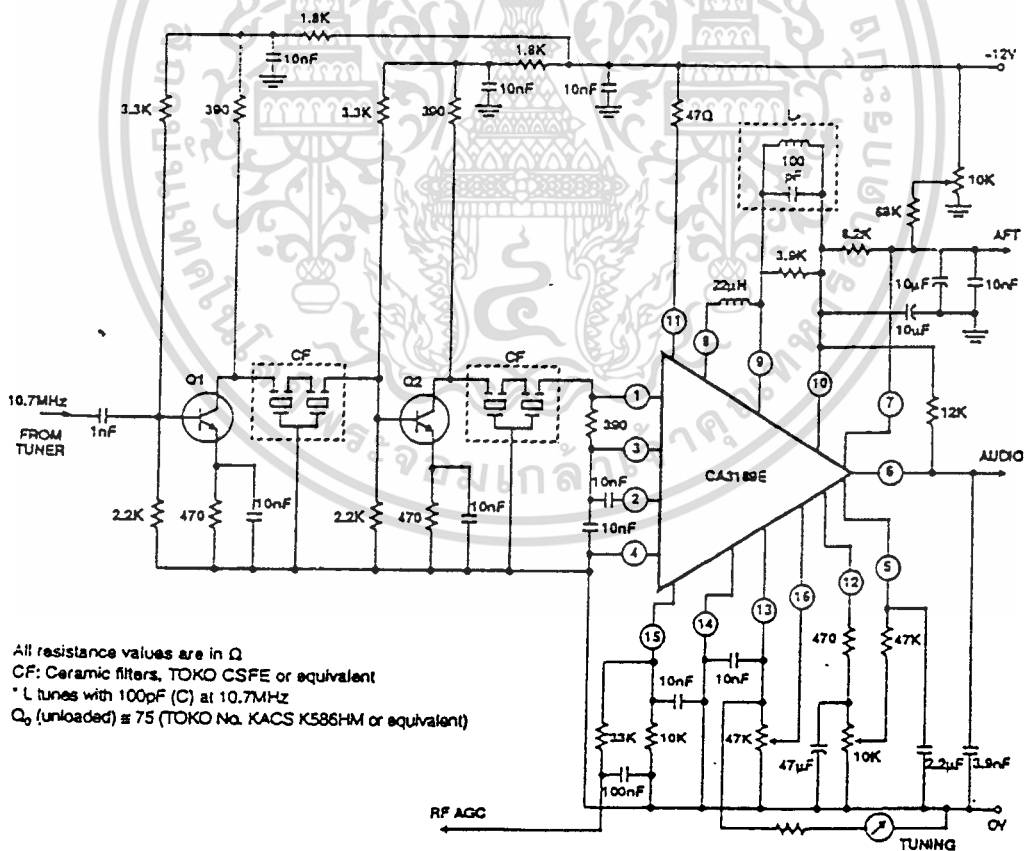 1.8K
10nF
1.8K
10nF
10nF
-12V
3.3K
390
3.3K
390
47Ω
L
100
pF
10K
68K
8.2K
AFT
3.9K
10µF
10nF
10µF
22µH
11
8
9
10
7
12K
CF
CF
Q1
Q2
10.7MHz
FROM
TUNER
1nF
1
390
3
10nF
2
10nF
4
CA3189E
6
AUDIO
2.2K
470
10nF
2.2K
470
10nF
15
14
13
16
12
5
10nF
10nF
470
47K
33K
10K
47K
47µF
10K
2.2µF
3.9nF
100nF
RF AGC
0V
TUNING
All resistance values are in Ω
CF: Ceramic filters, TOKO CSFE or equivalent
* L tunes with 100pF (C) at 10.7MHz
Q₀ (unloaded) ≅ 75 (TOKO No. KACS K586HM or equivalent)